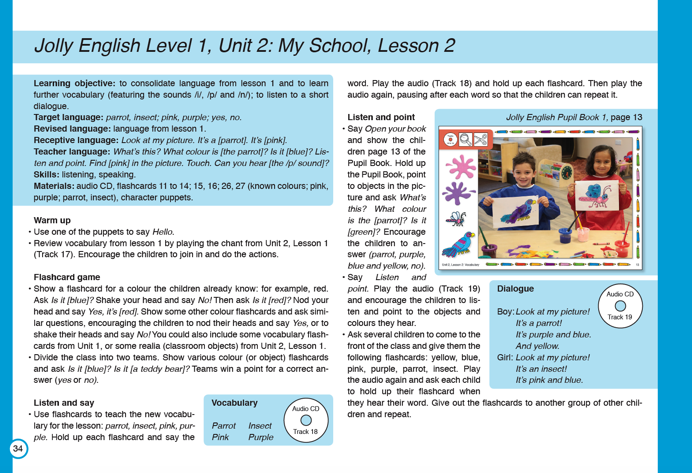 Jolly English Level 1, Unit 2: My School, Lesson 2
Learning objective: to consolidate language from lesson 1 and to learn
further vocabulary (featuring the sounds /i/, /p/ and /n/); to listen to a short
dialogue.
Target language: parrot, insect; pink, purple; yes, no.
Revised language: language from lesson 1.
Receptive language: Look at my picture. It's a [parrot]. It's [pink].
Teacher language: What's this? What colour is [the parrot]? Is it [blue]? Lis-
ten and point. Find [pink] in the picture. Touch. Can you hear [the /p/ sound]?
Skills: listening, speaking.
Materials: audio CD, flashcards 11 to 14; 15, 16; 26, 27 (known colours; pink,
purple; parrot, insect), character puppets.
Warm up
• Use one of the puppets to say Hello.
• Review vocabulary from lesson 1 by playing the chant from Unit 2, Lesson 1
(Track 17). Encourage the children to join in and do the actions.
Flashcard game
• Show a flashcard for a colour the children already know: for example, red.
Ask Is it [blue]? Shake your head and say No! Then ask Is it [red]? Nod your
head and say Yes, it's [red]. Show some other colour flashcards and ask simi-
lar questions, encouraging the children to nod their heads and say Yes, or to
shake their heads and say No! You could also include some vocabulary flash-
cards from Unit 1, or some realia (classroom objects) from Unit 2, Lesson 1.
• Divide the class into two teams. Show various colour (or object) flashcards
and ask Is it [blue]? Is it [a teddy bear]? Teams win a point for a correct an-
swer (yes or no).
Listen and say
• Use flashcards to teach the new vocabu-
lary for the lesson: parrot, insect, pink, pur-
ple. Hold up each flashcard and say the
Vocabulary
Parrot Insect
Pink Purple
Audio CD
Track 18
34
word. Play the audio (Track 18) and hold up each flashcard. Then play the
audio again, pausing after each word so that the children can repeat it.
Listen and point
• Say Open your book
and show the chil-
dren page 13 of the
Pupil Book. Hold up
the Pupil Book, point
to objects in the pic-
ture and ask What's
this? What colour
is the [parrot]? Is it
[green]? Encourage
the children to an-
swer (parrot, purple,
blue and yellow, no).
• Say Listen and
point. Play the audio (Track 19)
and encourage the children to lis-
ten and point to the objects and
colours they hear.
• Ask several children to come to the
front of the class and give them the
following flashcards: yellow, blue,
pink, purple, parrot, insect. Play
the audio again and ask each child
to hold up their flashcard when
they hear their word. Give out the flashcards to another group of other chil-
dren and repeat.
Jolly English Pupil Book 1, page 13
Dialogue
Boy: Look at my picture!
It's a parrot!
It's purple and blue.
And yellow.
Girl: Look at my picture!
It's an insect!
It's pink and blue.
Audio CD
Track 19